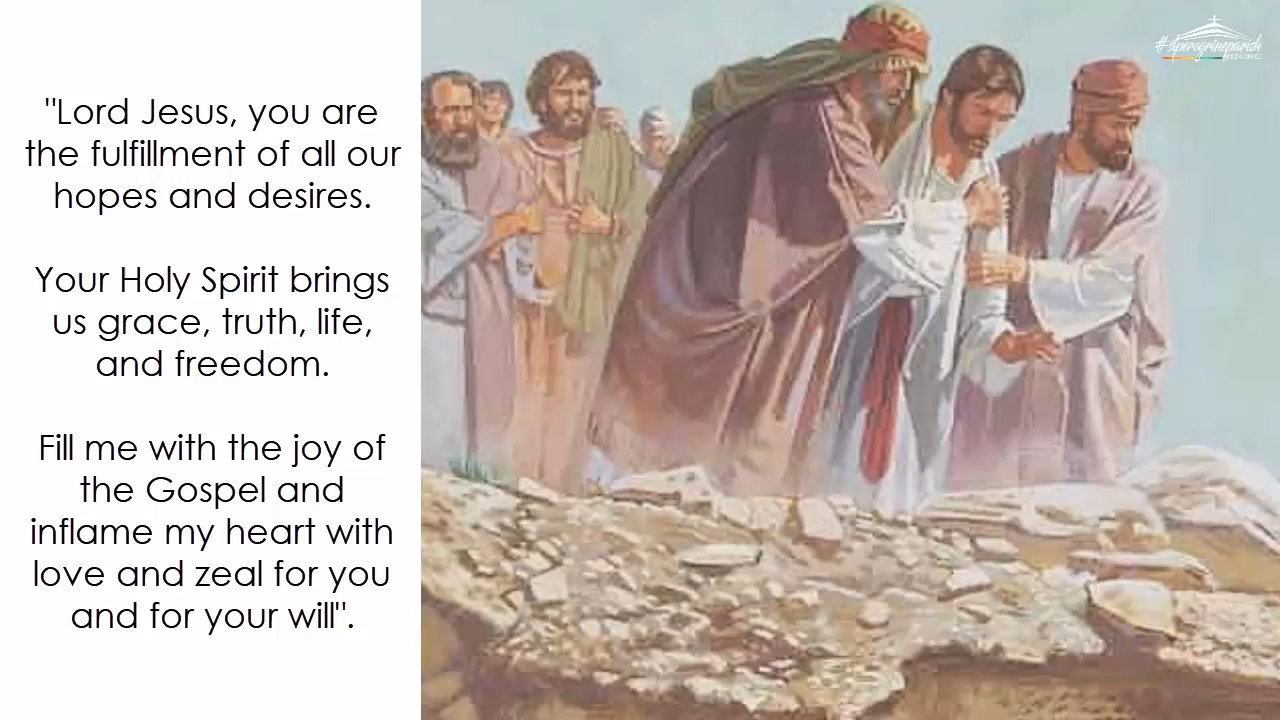 "Lord Jesus, you are
the fulfillment of all our
hopes and desires.
Your Holy Spirit brings
us grace, truth, life,
and freedom.
Fill me with the joy of
the Gospel and
inflame my heart with
love and zeal for you
and for your will".
#stperegrineparish